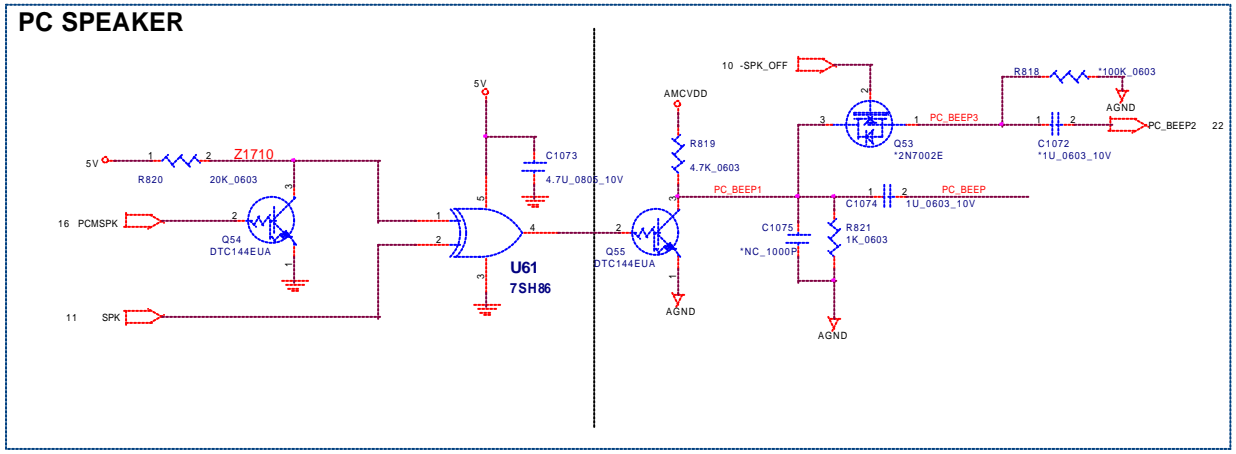 PC SPEAKER
10 -SPK_OFF
R818
*100K_0603
AGND
5V
AMCVDD
2
3
1
PC_BEEP3
1
2
PC_BEEP2 22
Q53
*2N7002E
C1072
*1U_0603_10V
R819
4.7K_0603
C1073
4.7U_0805_10V
5V
1
2
Z1710
R820
20K_0603
3
16 PCMSPK
2
Q54
DTC144EUA
1
5
1
2
4
3
U61
7SH86
PC_BEEP1
3
2
Q55
DTC144EUA
1
AGND
1
2
PC_BEEP
C1074
1U_0603_10V
C1075
*NC_1000P
R821
1K_0603
AGND
11 SPK